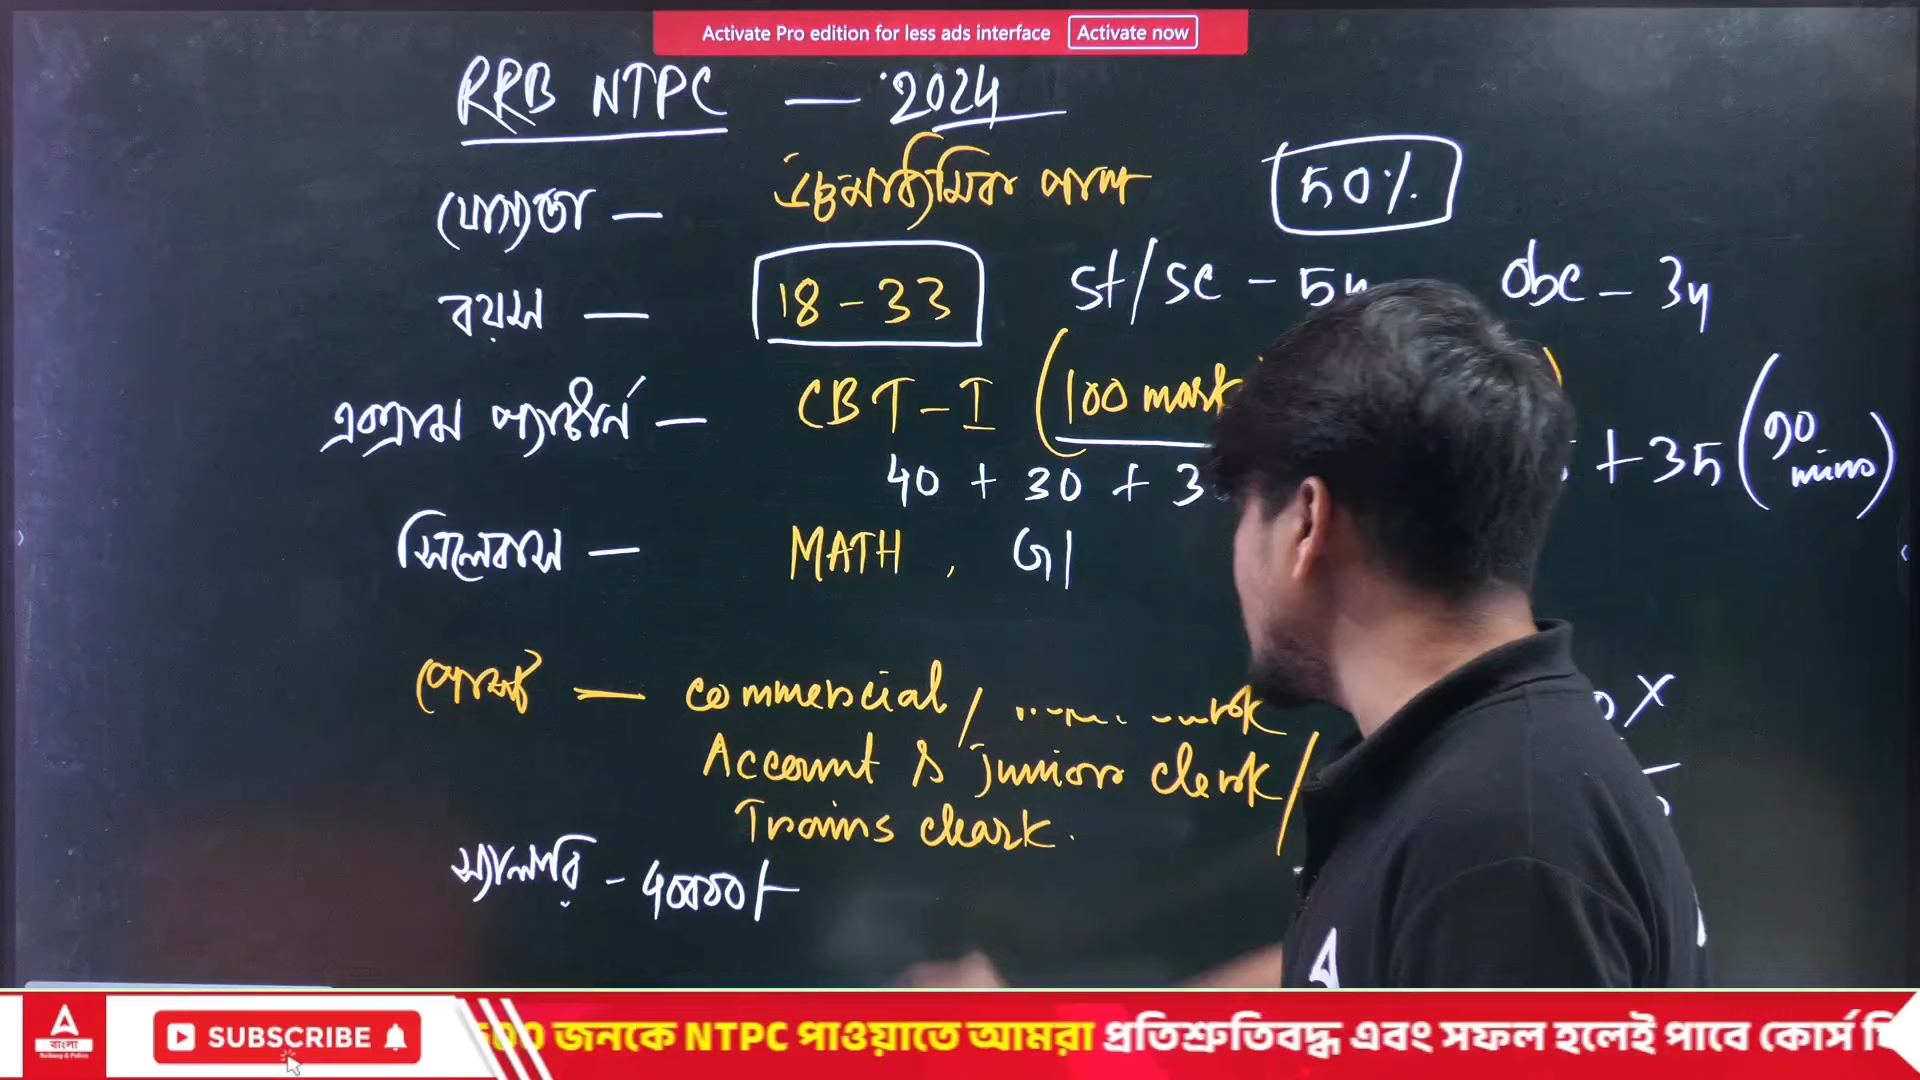 Activate Pro edition for less ads interface Activate now
RRB NTPC — 2024
যোগ্যতা — উচ্চমাধ্যমিক পাশ 50%
বয়স — 18 - 33 st/sc - 5y obc - 3y
এক্সাম প্যাটার্ন — CBT - I (100 mark
40 + 30 + 3 + 35 (90 mins)
সিলেবাস — MATH, GI
পোস্ট — commercial /
Account & junior clerk /
Trains cleark.
স্যালারি - 40000/-
বাংলা
SUBSCRIBE
500 জনকে NTPC পাওয়াতে আমরা প্রতিশ্রুতিবদ্ধ এবং সফল হলেই পাবে কোর্স